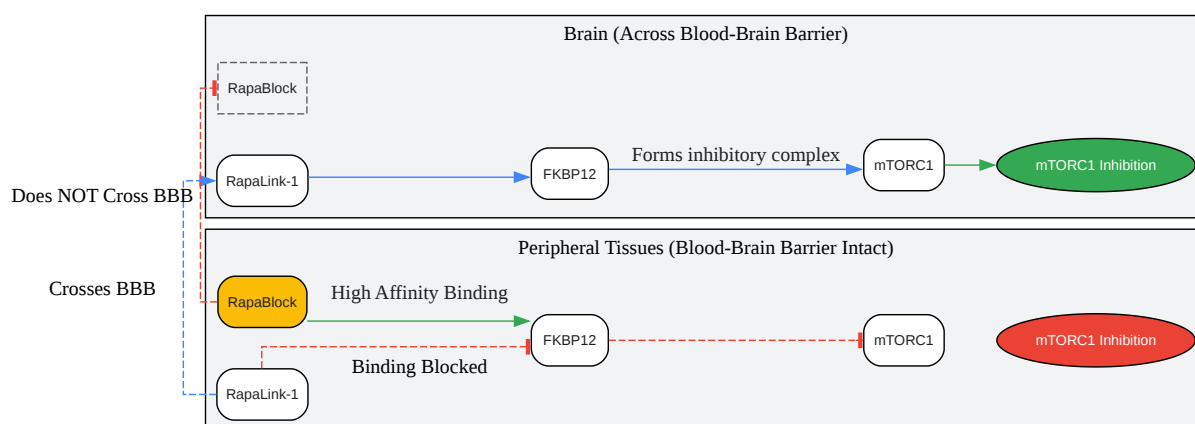 Brain (Across Blood-Brain Barrier)
RapaBlock
Forms inhibitory complex
RapaLink-1
FKBP12
mTORC1
mTORC1 Inhibition
Does NOT Cross BBB
Peripheral Tissues (Blood-Brain Barrier Intact)
Crosses BBB
RapaBlock
High Affinity Binding
FKBP12
mTORC1
mTORC1 Inhibition
Binding Blocked
RapaLink-1